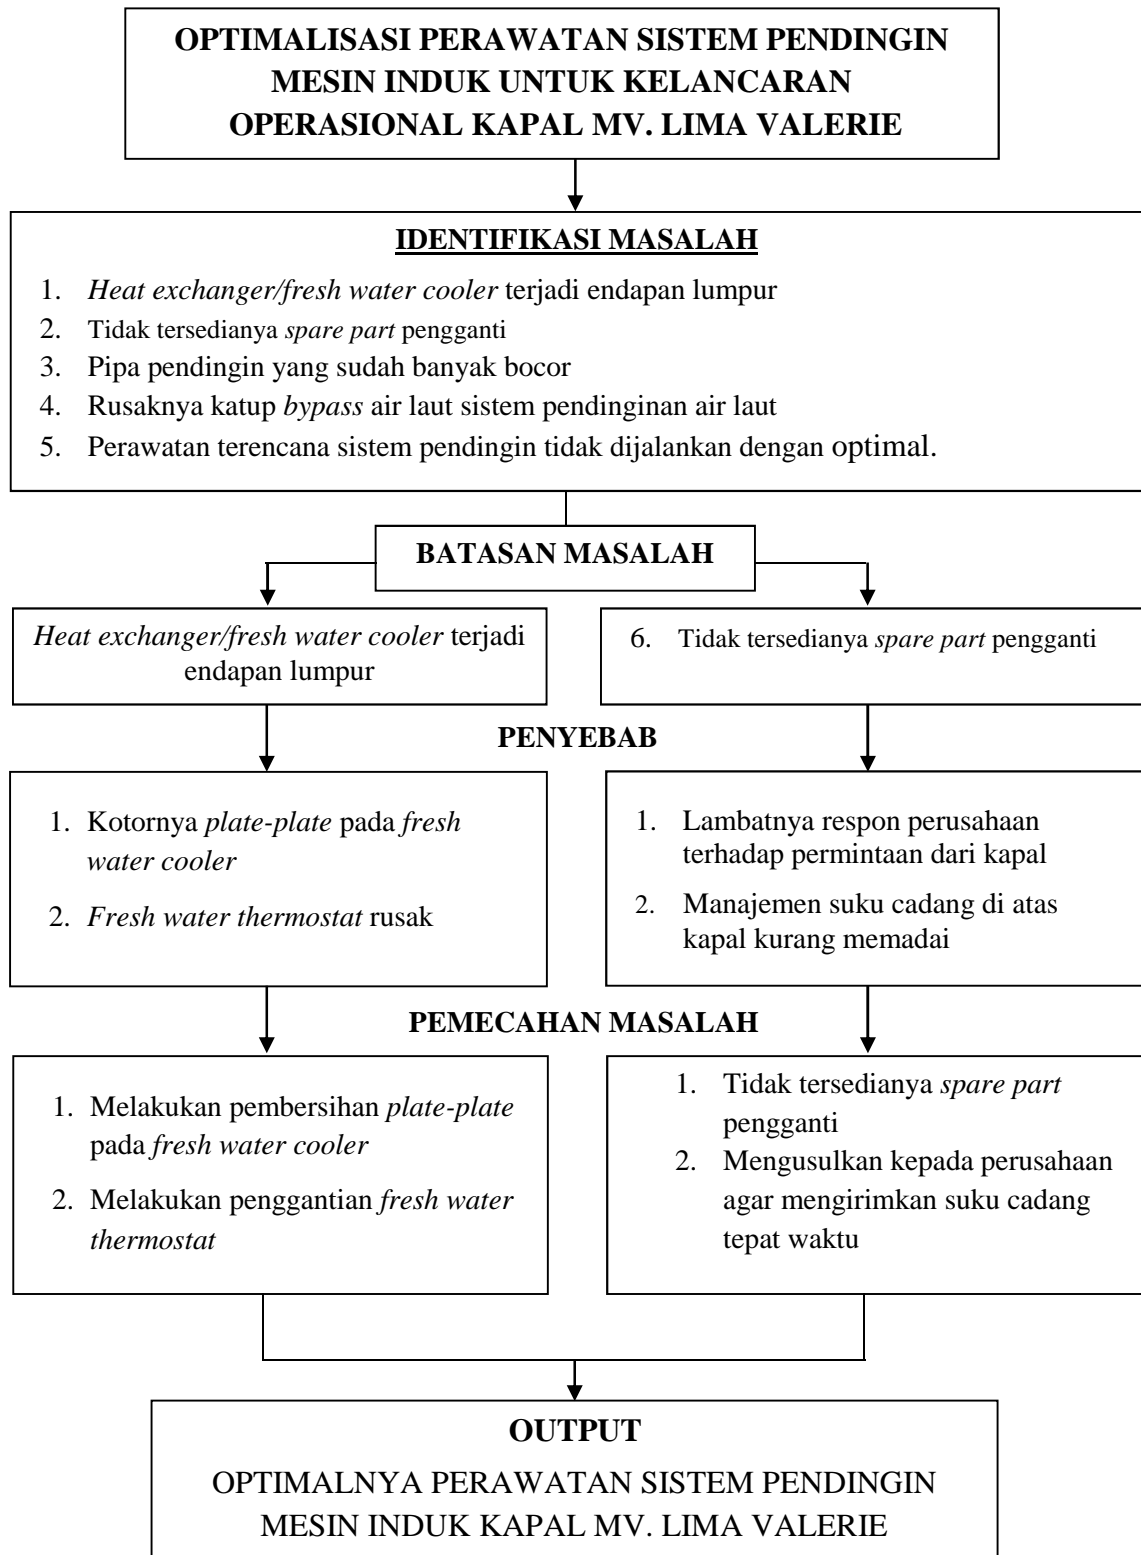 OPTIMALISASI PERAWATAN SISTEM PENDINGIN
MESIN INDUK UNTUK KELANCARAN
OPERASIONAL KAPAL MV. LIMA VALERIE
IDENTIFIKASI MASALAH
1. Heat exchanger/fresh water cooler terjadi endapan lumpur
2. Tidak tersedianya spare part pengganti
3. Pipa pendingin yang sudah banyak bocor
4. Rusaknya katup bypass air laut sistem pendinginan air laut
5. Perawatan terencana sistem pendingin tidak dijalankan dengan optimal.
BATASAN MASALAH
Heat exchanger/fresh water cooler terjadi
endapan lumpur
6. Tidak tersedianya spare part pengganti
PENYEBAB
1. Kotornya plate-plate pada fresh
water cooler
2. Fresh water thermostat rusak
1. Lambatnya respon perusahaan
terhadap permintaan dari kapal
2. Manajemen suku cadang di atas
kapal kurang memadai
PEMECAHAN MASALAH
1. Melakukan pembersihan plate-plate
pada fresh water cooler
2. Melakukan penggantian fresh water
thermostat
1. Tidak tersedianya spare part
pengganti
2. Mengusulkan kepada perusahaan
agar mengirimkan suku cadang
tepat waktu
OUTPUT
OPTIMALNYA PERAWATAN SISTEM PENDINGIN
MESIN INDUK KAPAL MV. LIMA VALERIE